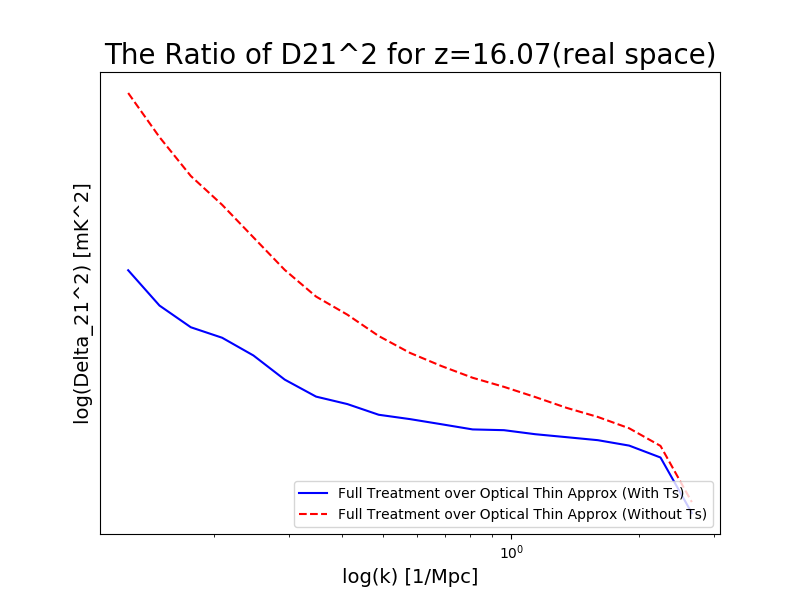 The Ratio of D21^2 for z=16.07(real space)
log(Delta_21^2) [mK^2]
Full Treatment over Optical Thin Approx (With Ts)
Full Treatment over Optical Thin Approx (Without Ts)
10^0
log(k) [1/Mpc]